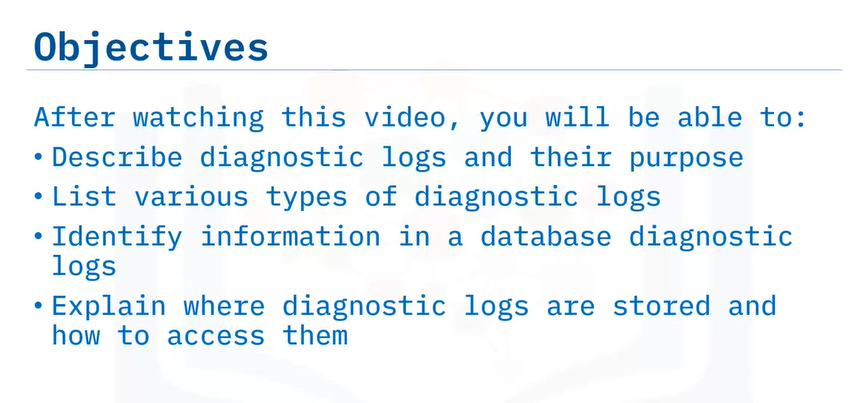 Objectives
After watching this video, you will be able to:
• Describe diagnostic logs and their purpose
• List various types of diagnostic logs
• Identify information in a database diagnostic
logs
• Explain where diagnostic logs are stored and
how to access them